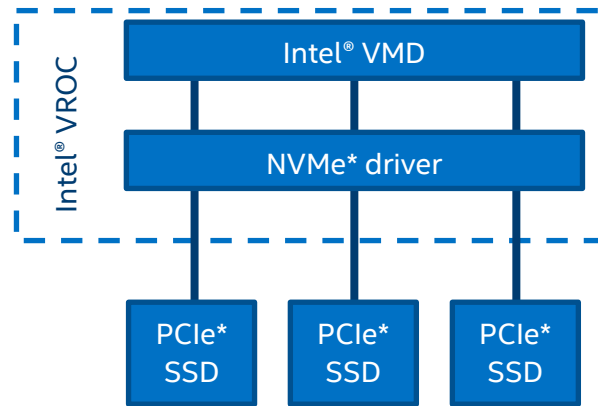 Intel® VMD
Intel® VROC
NVMe* driver
PCIe*
SSD
PCIe*
SSD
PCIe*
SSD